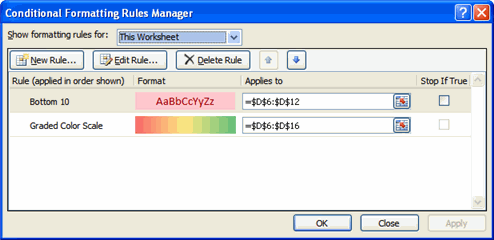 Conditional Formatting Rules Manager
Show formatting rules for: This Worksheet
New Rule... Edit Rule... Delete Rule
Rule (applied in order shown) Format Applies to Stop If True
Bottom 10 AaBbCcYyZz =$D$6:$D$12
Graded Color Scale =$D$6:$D$16
OK Close Apply